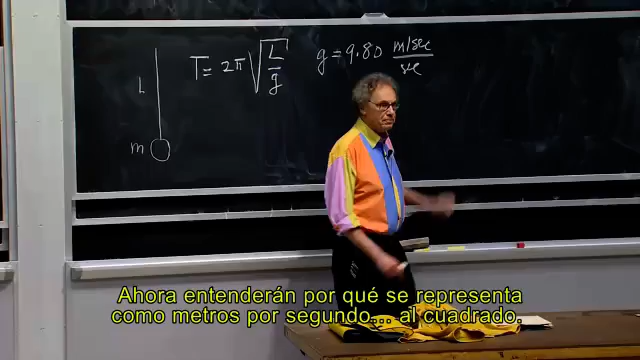 L
m
T = 2π √(L/g)
g = 9.80 m/sec/sec
Ahora entenderán por qué se representa
como metros por segundo... al cuadrado.